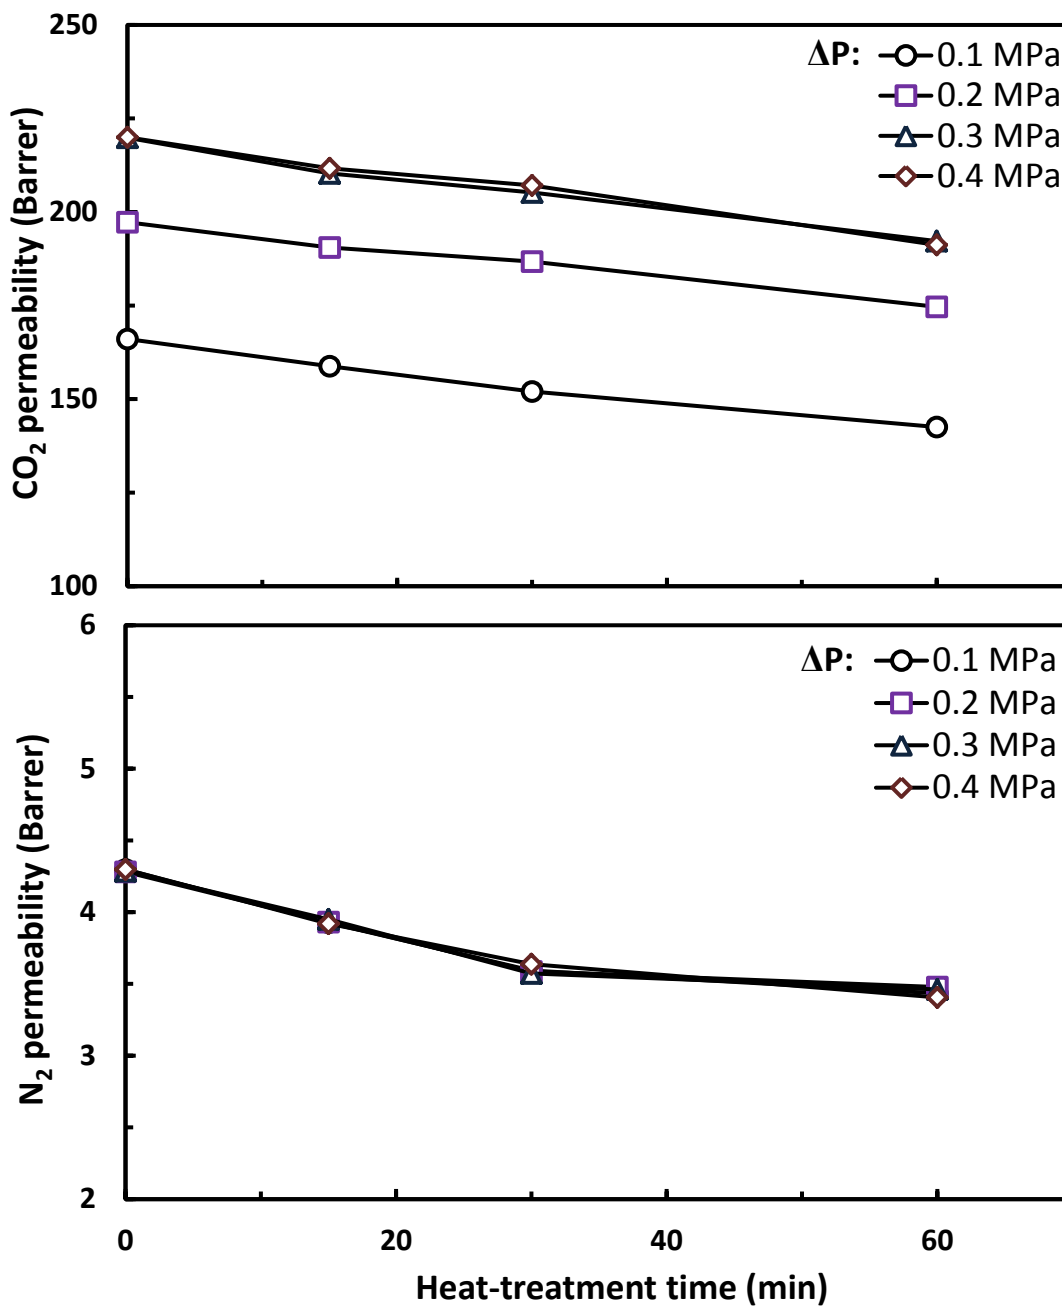 250
200
150
100
CO₂ permeability (Barrer)
ΔP: 0.1 MPa
0.2 MPa
0.3 MPa
0.4 MPa
6
5
4
3
2
N₂ permeability (Barrer)
ΔP: 0.1 MPa
0.2 MPa
0.3 MPa
0.4 MPa
0 20 40 60
Heat-treatment time (min)